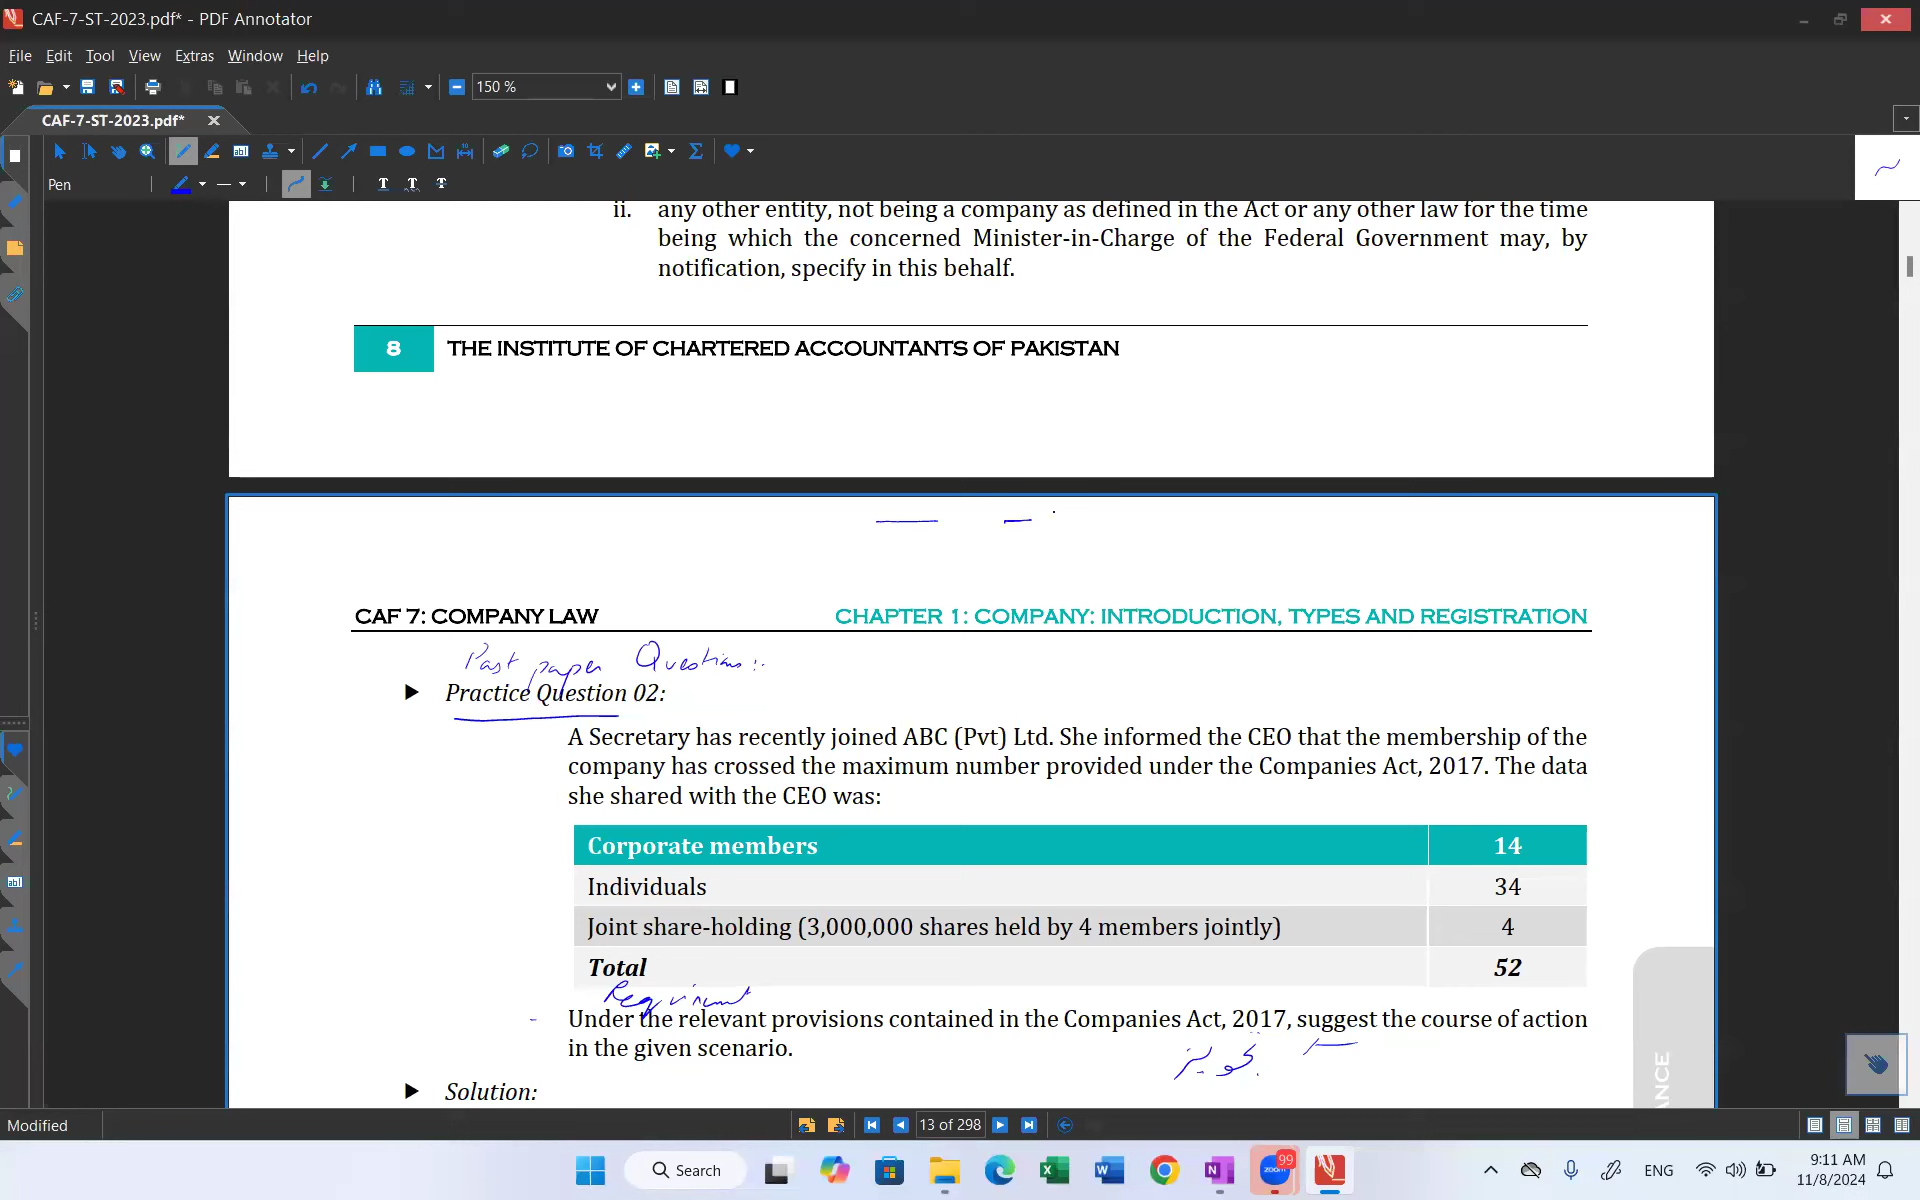 CAF-7-ST-2023.pdf* - PDF Annotator
File Edit Tool View Extras Window Help
150 %
CAF-7-ST-2023.pdf*
Pen
ii. any other entity, not being a company as defined in the Act or any other law for the time
being which the concerned Minister-in-Charge of the Federal Government may, by
notification, specify in this behalf.
8 THE INSTITUTE OF CHARTERED ACCOUNTANTS OF PAKISTAN
CAF 7: COMPANY LAW CHAPTER 1: COMPANY: INTRODUCTION, TYPES AND REGISTRATION
Past paper Questions:
Practice Question 02:
A Secretary has recently joined ABC (Pvt) Ltd. She informed the CEO that the membership of the
company has crossed the maximum number provided under the Companies Act, 2017. The data
she shared with the CEO was:
Corporate members 14
Individuals 34
Joint share-holding (3,000,000 shares held by 4 members jointly) 4
Total 52
Requirment
Under the relevant provisions contained in the Companies Act, 2017, suggest the course of action
in the given scenario.
Solution:
ANCE
Modified
13 of 298
Search
99
zoom
ENG
9:11 AM
11/8/2024